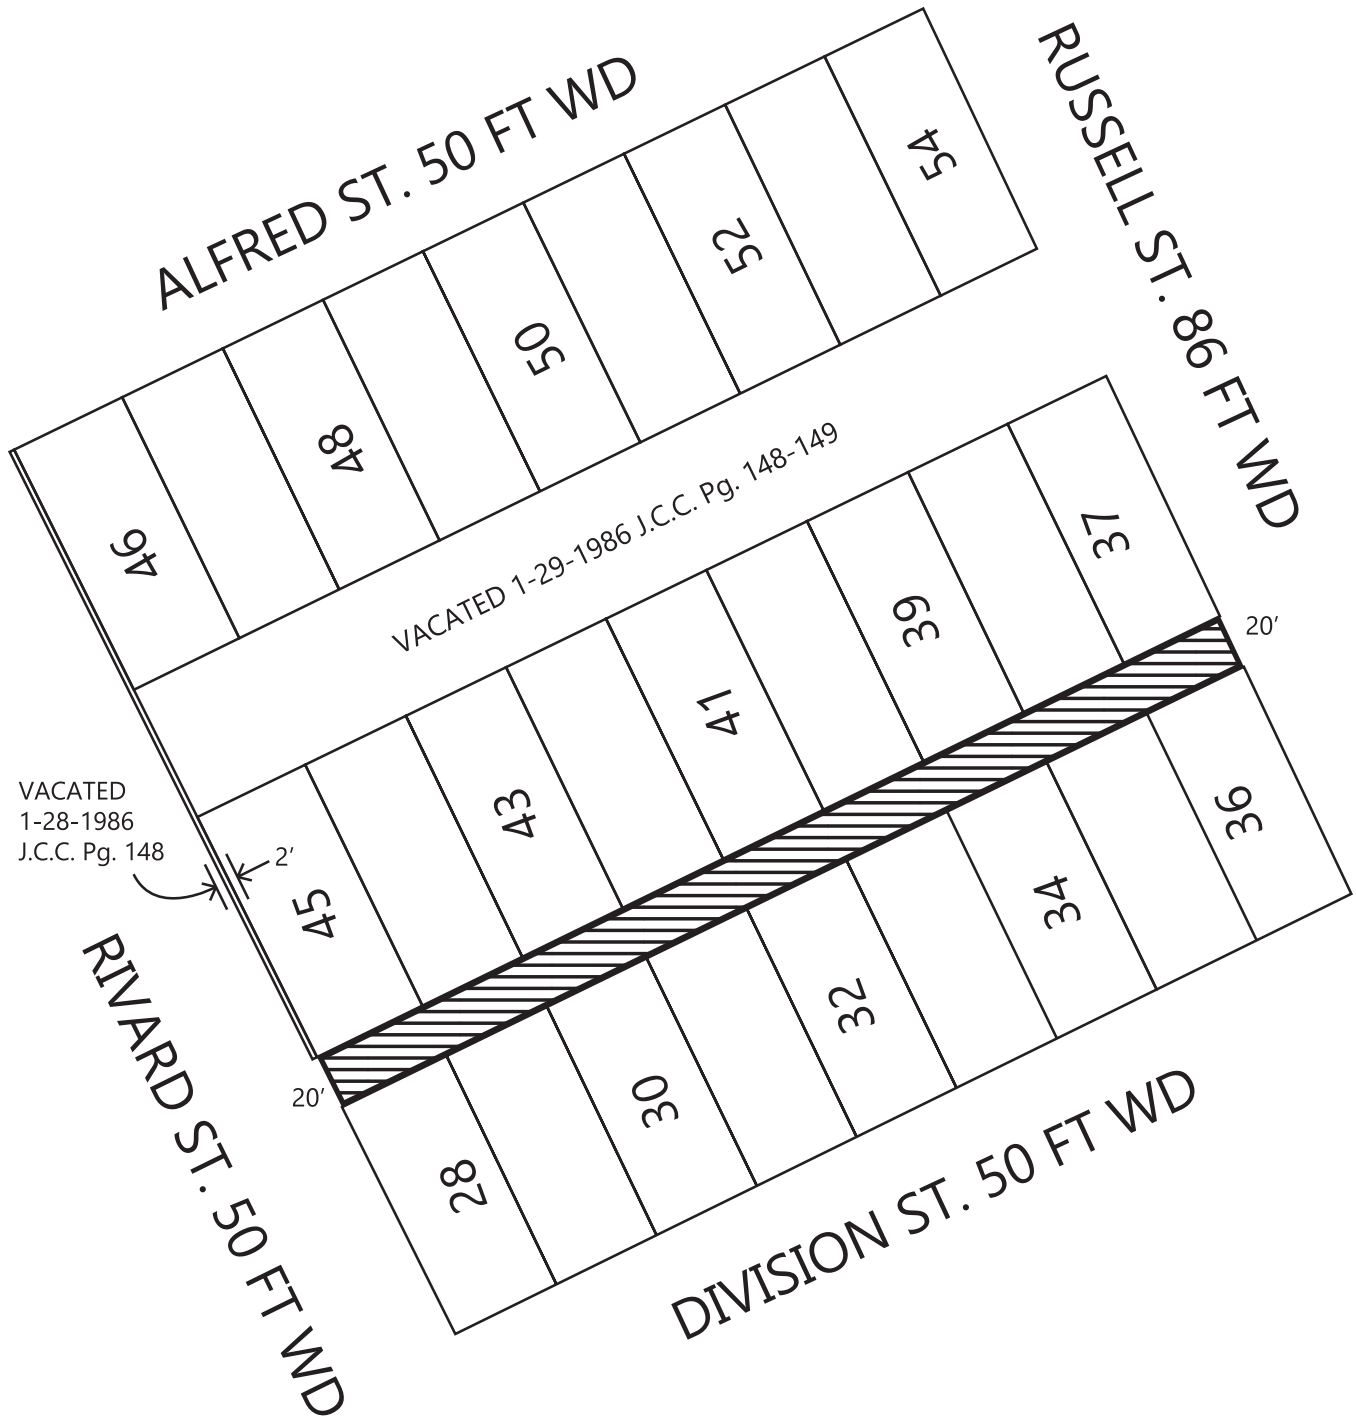 ALFRED ST. 50 FT WD
RUSSELL ST. 86 FT WD
54
52
50
48
46
VACATED 1-29-1986 J.C.C. Pg. 148-149
37
39
41
43
45
20'
VACATED
1-28-1986
J.C.C. Pg. 148
2'
36
34
32
30
28
20'
RIVARD ST. 50 FT WD
DIVISION ST. 50 FT WD